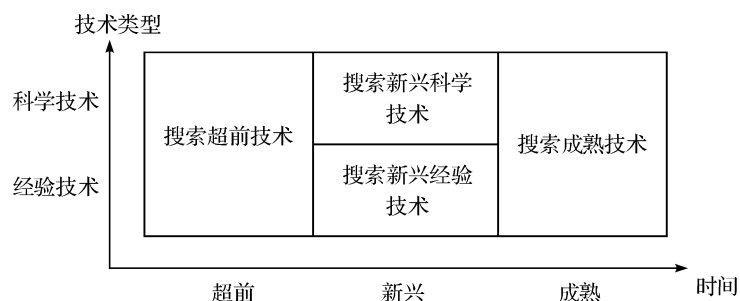 技术类型
科学技术
经验技术
搜索超前技术
搜索新兴科学
技术
搜索新兴经验
技术
搜索成熟技术
超前
新兴
成熟
时间